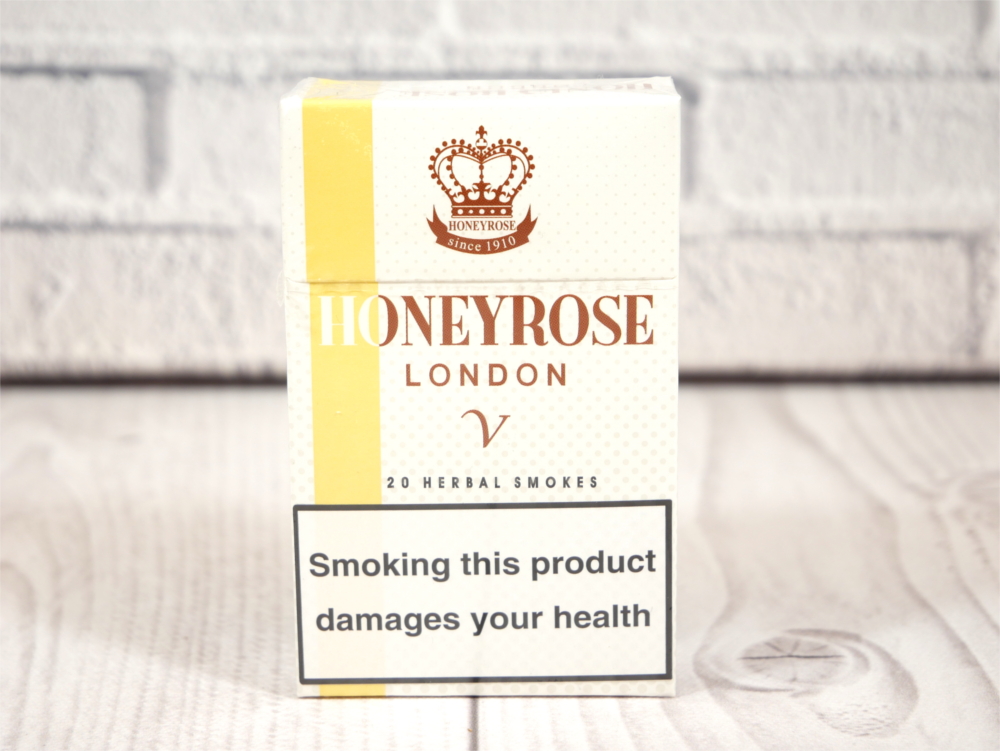 HONEYROSE
since 1910
HONEYROSE
LONDON
V
20 HERBAL SMOKES
Smoking this product
damages your health